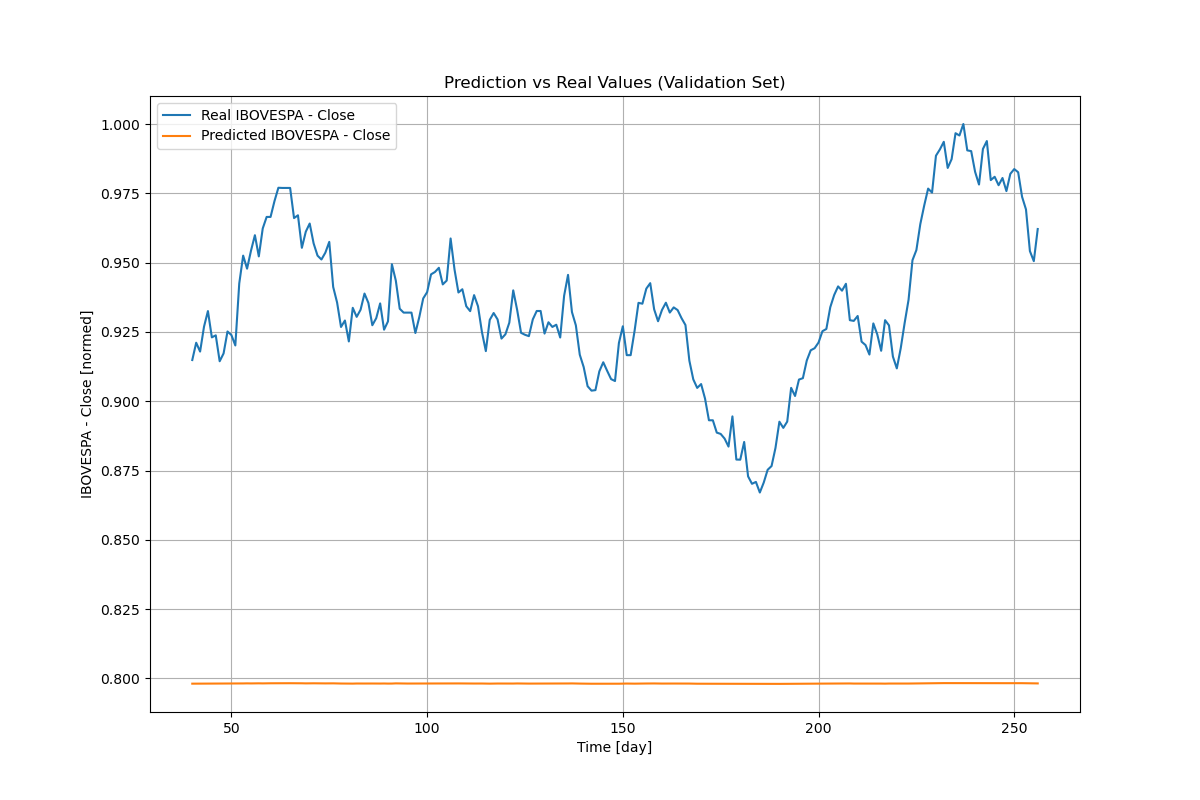 Prediction vs Real Values (Validation Set)
Real IBOVESPA - Close
Predicted IBOVESPA - Close
IBOVESPA - Close [normed]
1.000
0.975
0.950
0.925
0.900
0.875
0.850
0.825
0.800
50 100 150 200 250
Time [day]